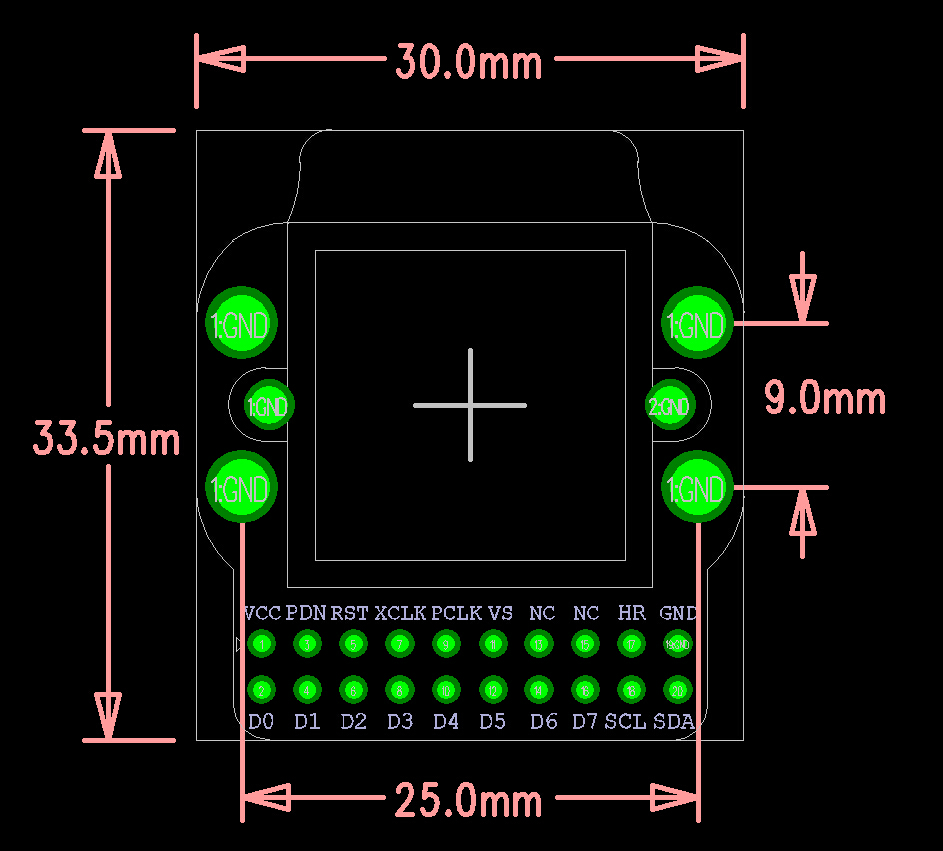 30.0mm
1:GND 1:GND
1:GND 2:GND
9.0mm
33.5mm
1:GND 1:GND
VCC PDN RST XCLK PCLK VS NC NC HR GND
1 3 5 7 9 11 13 15 17 19:GND
2 4 6 8 10 12 14 16 18 20
D0 D1 D2 D3 D4 D5 D6 D7 SCL SDA
25.0mm